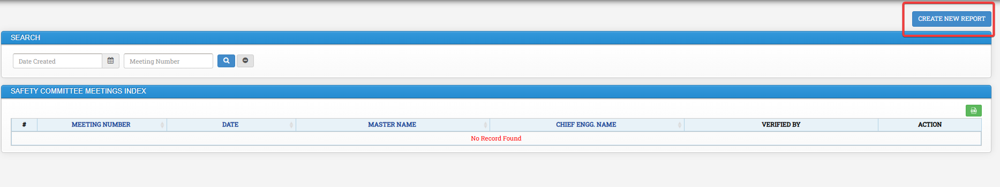 CREATE NEW REPORT
SEARCH
Date Created Meeting Number
SAFETY COMMITTEE MEETINGS INDEX
# MEETING NUMBER DATE MASTER NAME CHIEF ENGG. NAME VERIFIED BY ACTION
No Record Found